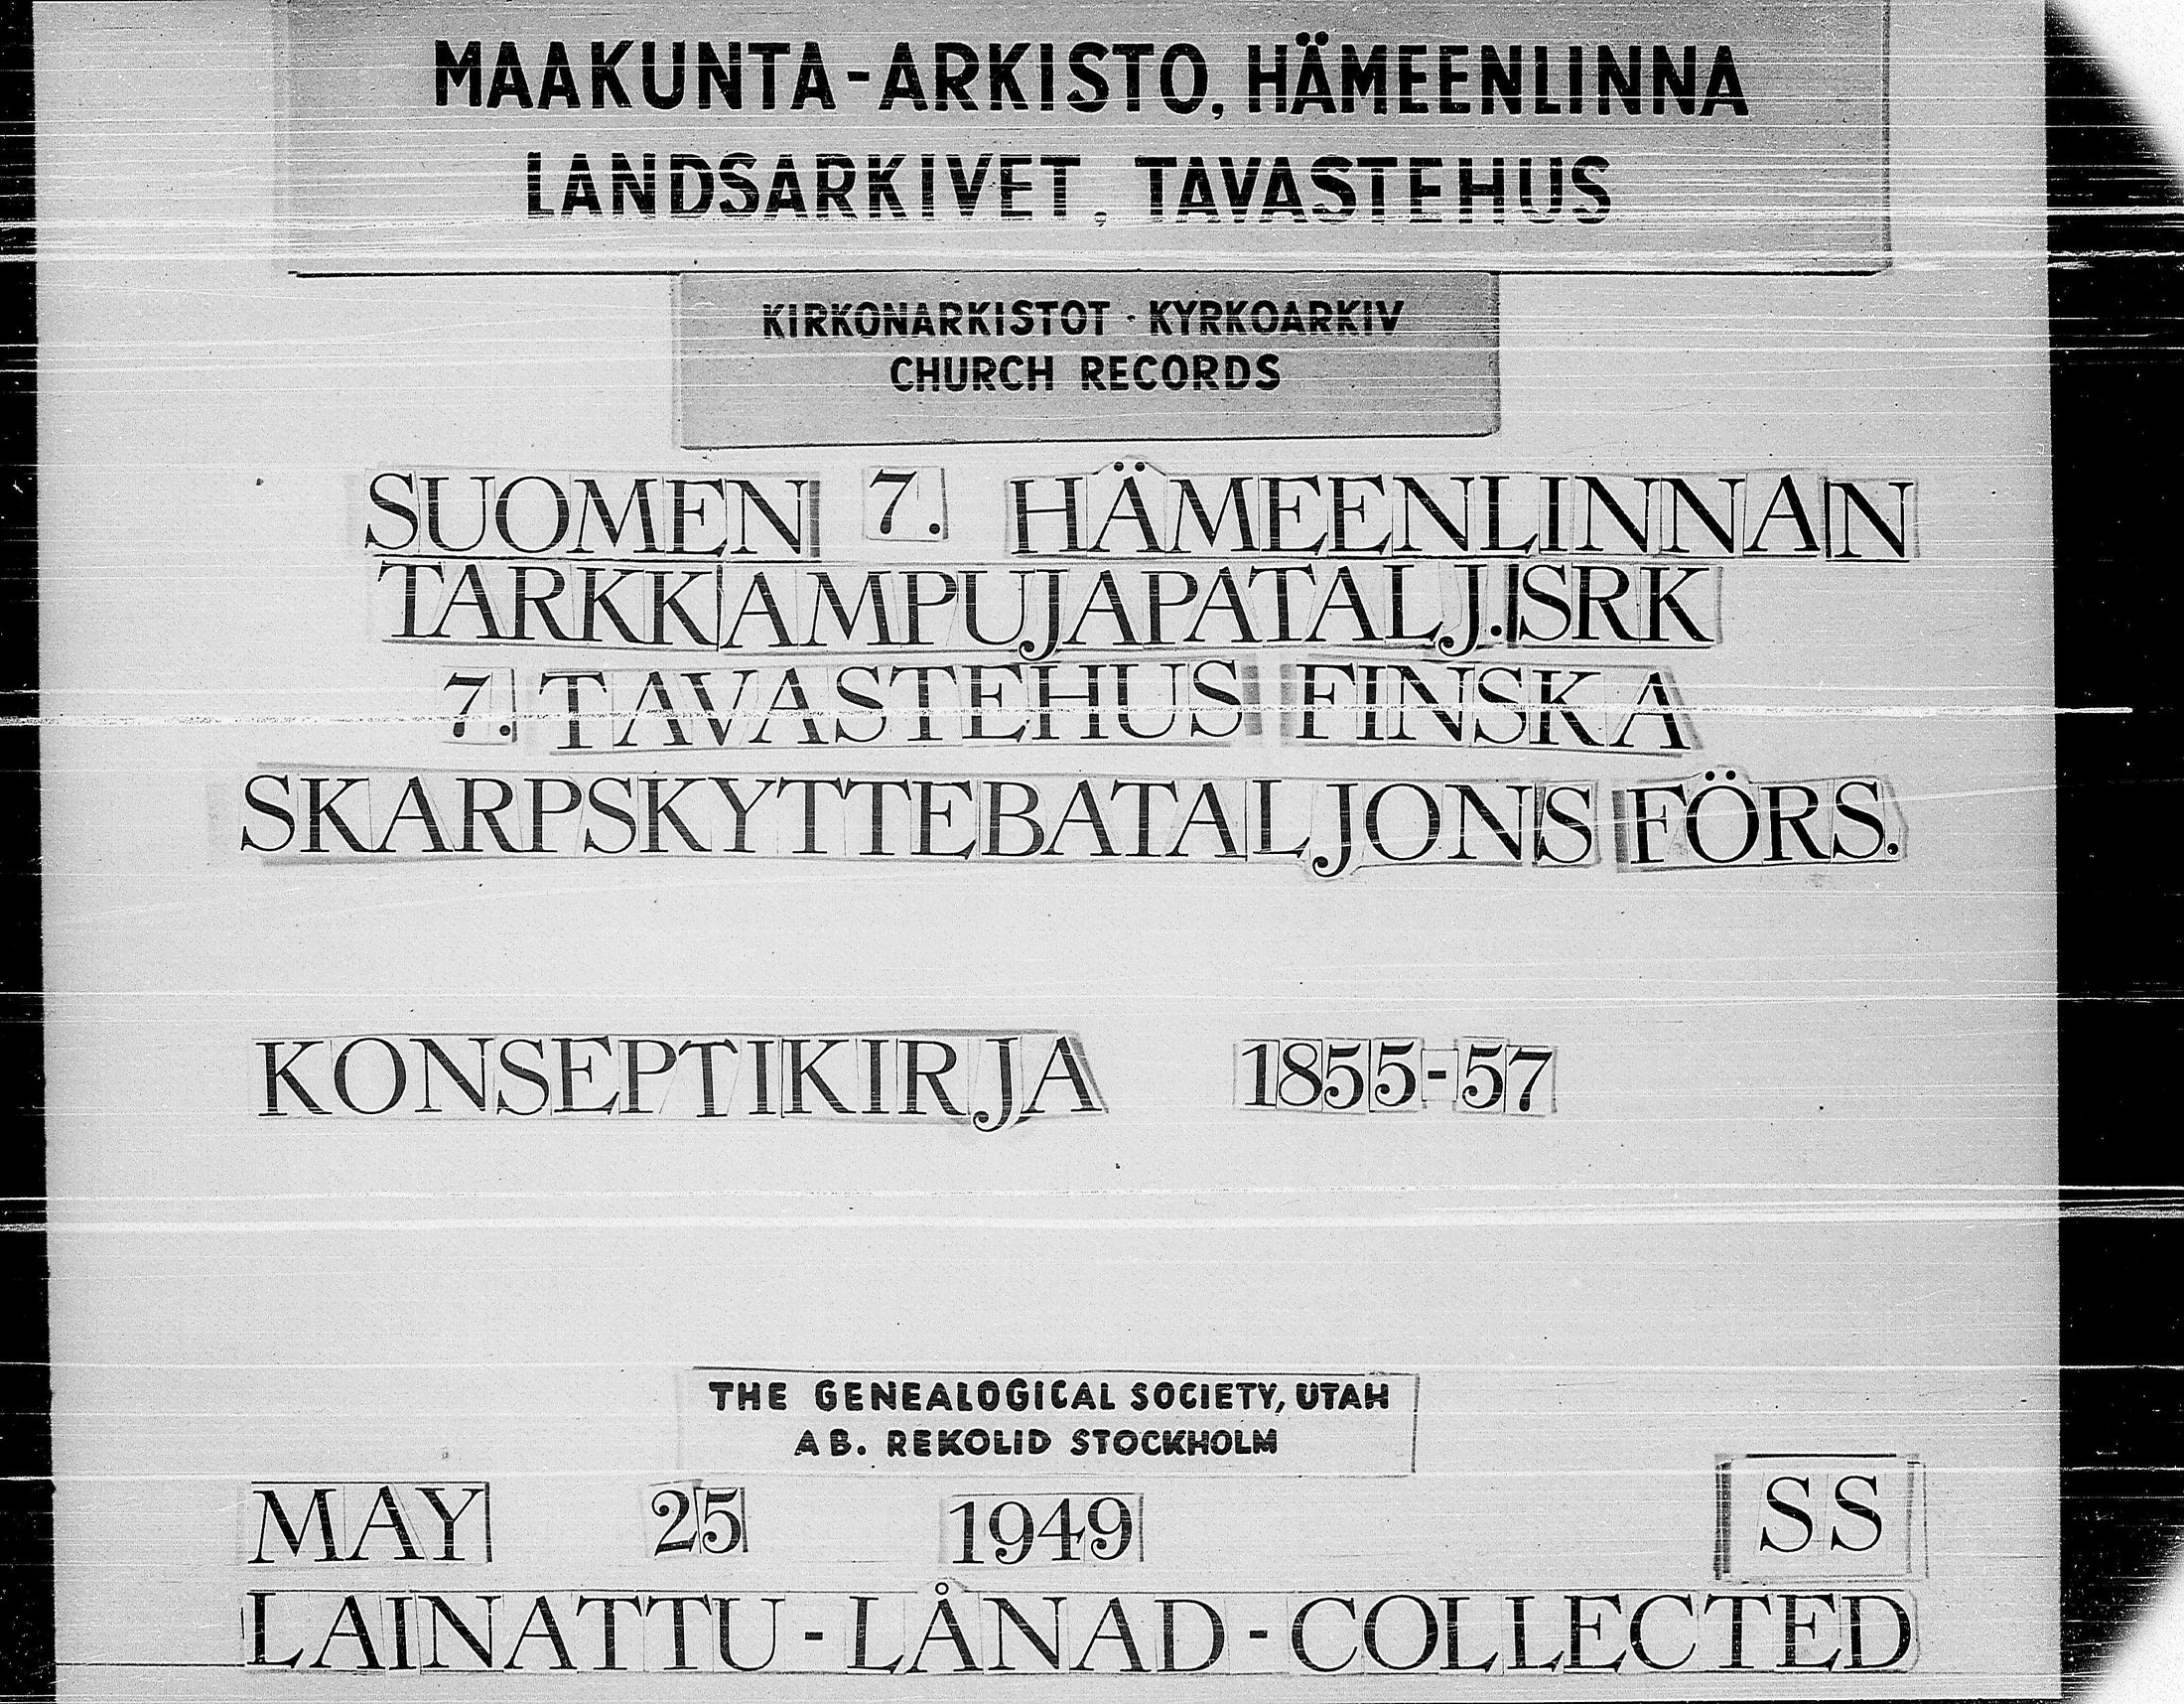 MAAKUNTA-ARKISTO, HÄMEENLINNA
LANDSARKIVET, TAVASTEHUS
KIRKONARKISTOT · KYRKOARKIV
CHURCH RECORDS
SUOMEN 7. HÄMEENLINNAN
TARKKAMPUJAPATALJ. SRK
7. TAVASTEHUS FINSKA
SKARPSKYTTEBATALJONS FÖRS.
KONSEPTIKIRJA 1855-57
THE GENEALOGICAL SOCIETY, UTAH
AB. REKOLID STOCKHOLM
MAY 25 1949 SS
LAINATTU - LÅNAD - COLLECTED